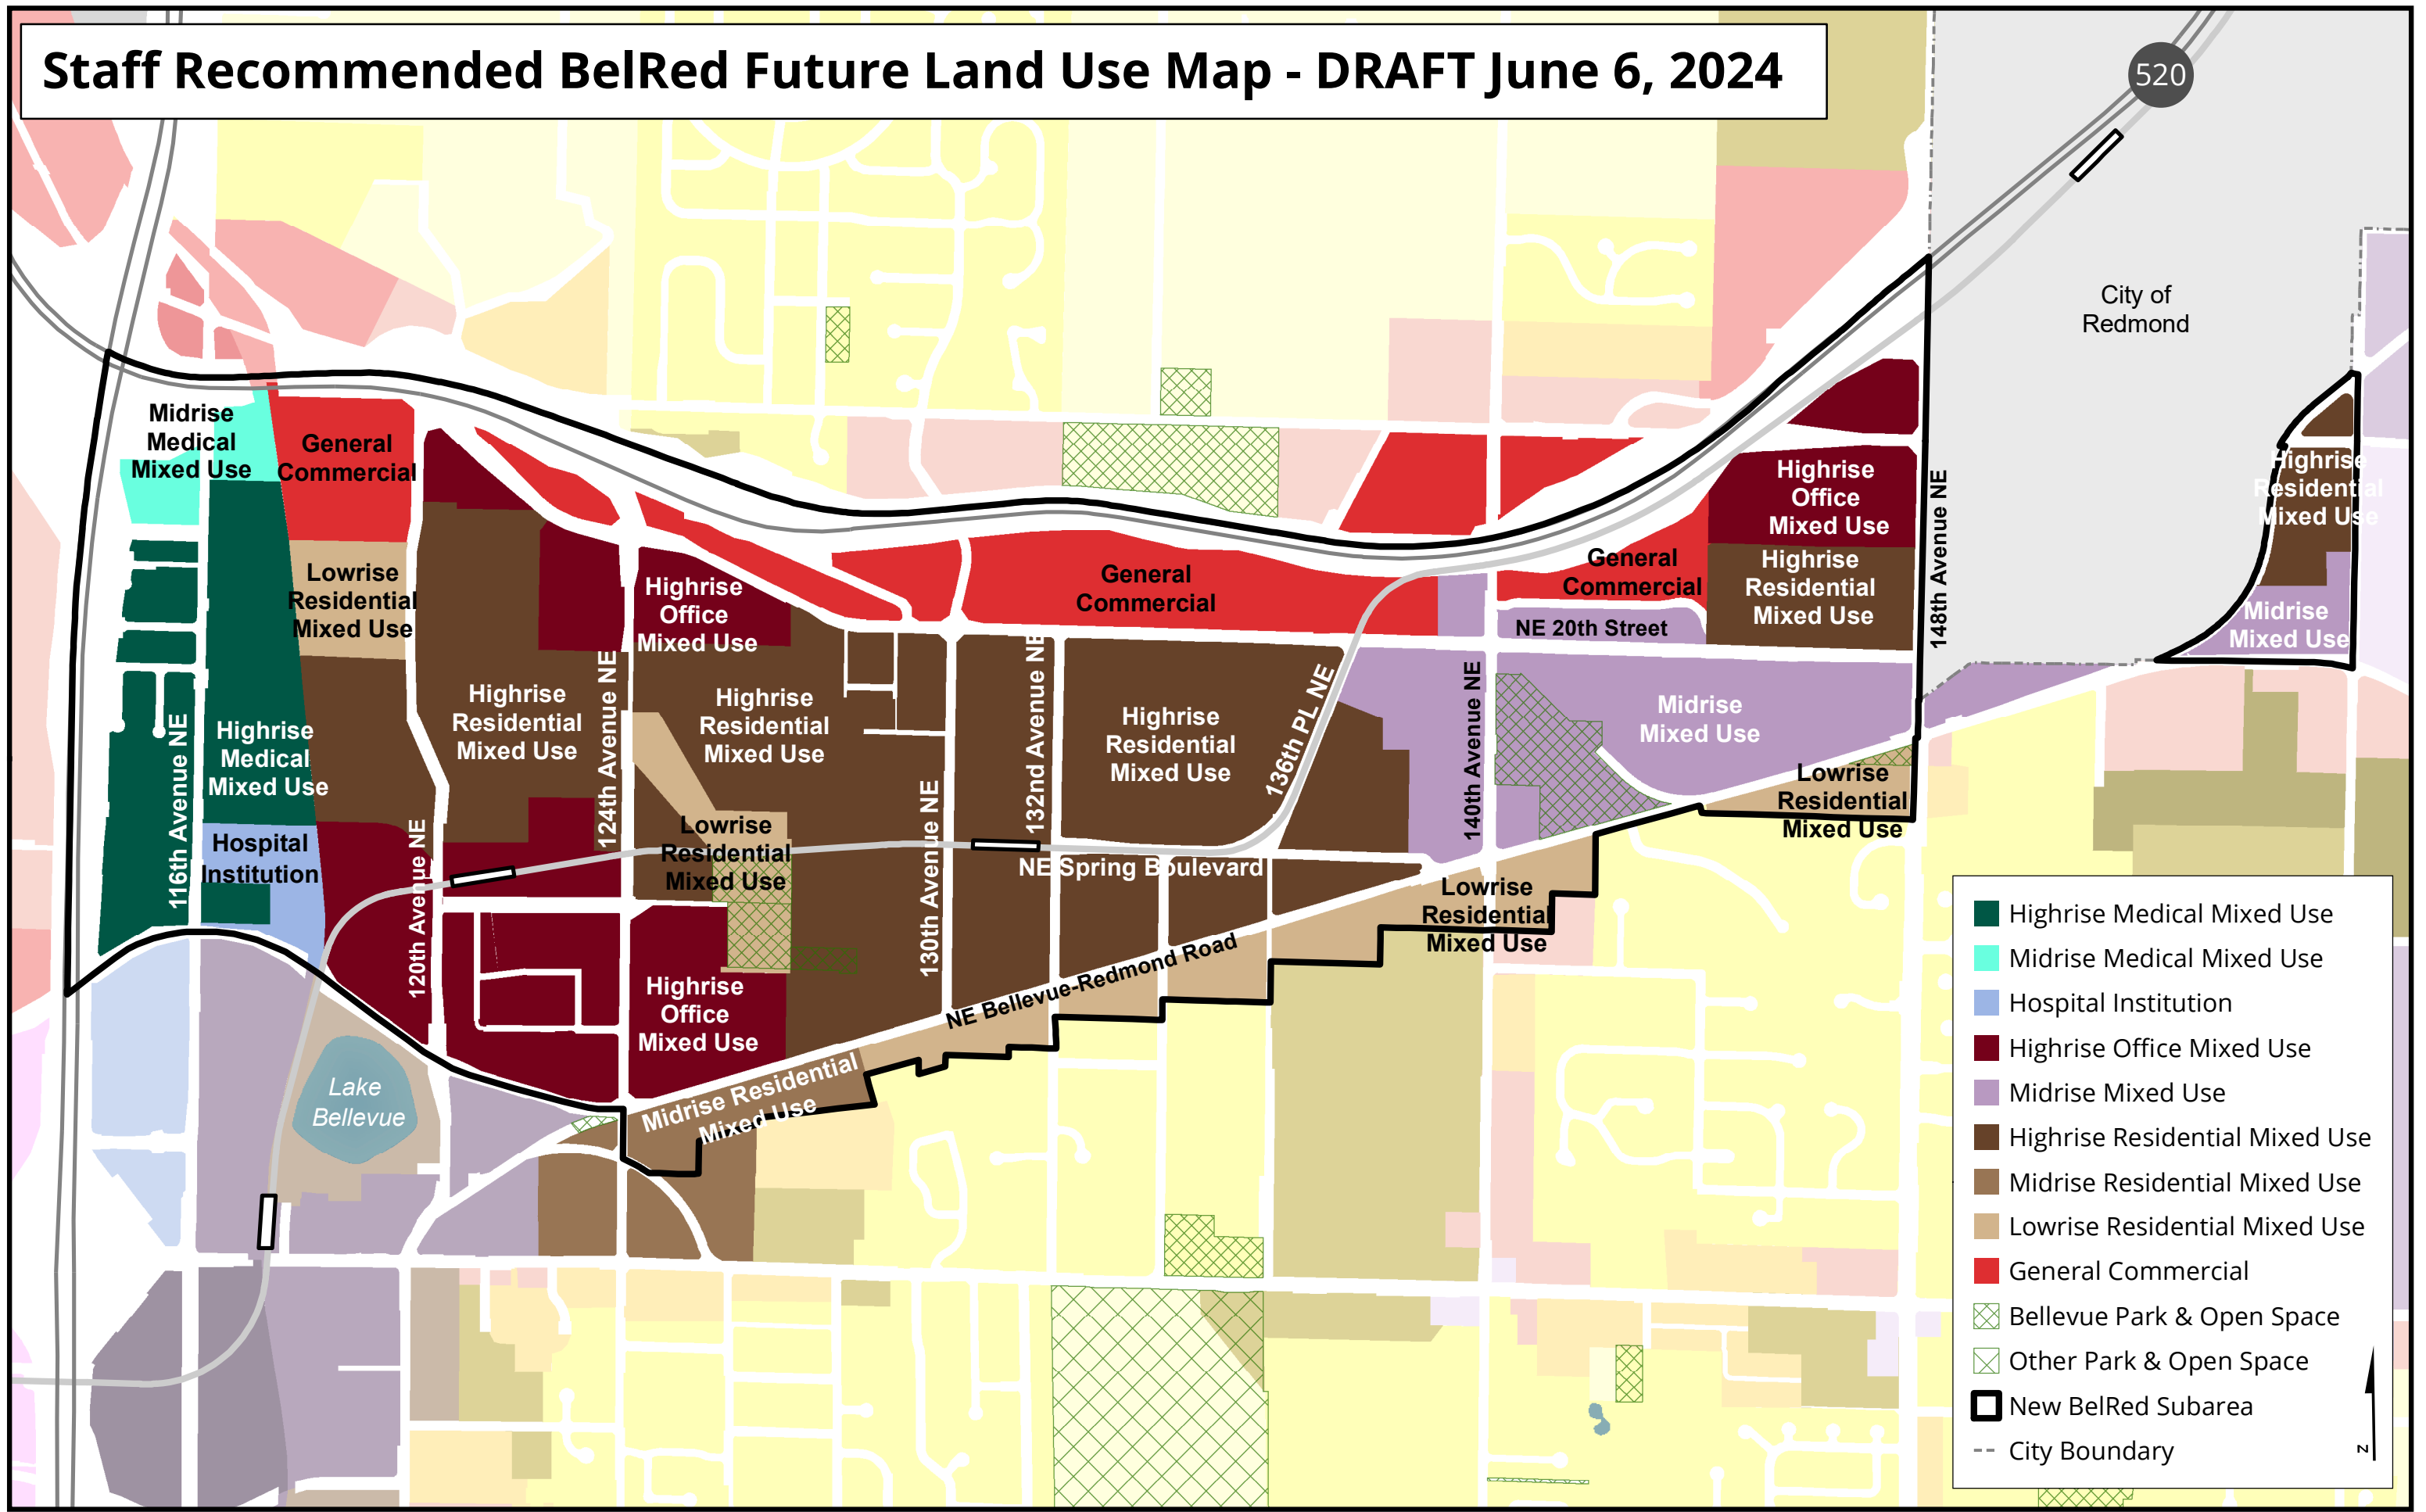 Staff Recommended BelRed Future Land Use Map - DRAFT June 6, 2024
520
City of
Redmond
Midrise
Medical
Mixed Use
General
Commercial
Lowrise
Residential
Mixed Use
Highrise
Medical
Mixed Use
116th Avenue NE
Hospital
Institution
120th Avenue NE
Highrise
Residential
Mixed Use
124th Avenue NE
Highrise
Office
Mixed Use
Highrise
Residential
Mixed Use
Lowrise
Residential
Mixed Use
Highrise
Office
Mixed Use
130th Avenue NE
132nd Avenue NE
General
Commercial
Highrise
Residential
Mixed Use
136th PL NE
NE Spring Boulevard
NE Bellevue-Redmond Road
Midrise Residential
Mixed Use
Lake
Bellevue
140th Avenue NE
Lowrise
Residential
Mixed Use
General
Commercial
NE 20th Street
Highrise
Office
Mixed Use
Highrise
Residential
Mixed Use
Midrise
Mixed Use
Lowrise
Residential
Mixed Use
148th Avenue NE
Highrise
Residential
Mixed Use
Midrise
Mixed Use
Highrise Medical Mixed Use
Midrise Medical Mixed Use
Hospital Institution
Highrise Office Mixed Use
Midrise Mixed Use
Highrise Residential Mixed Use
Midrise Residential Mixed Use
Lowrise Residential Mixed Use
General Commercial
Bellevue Park & Open Space
Other Park & Open Space
New BelRed Subarea
City Boundary
N